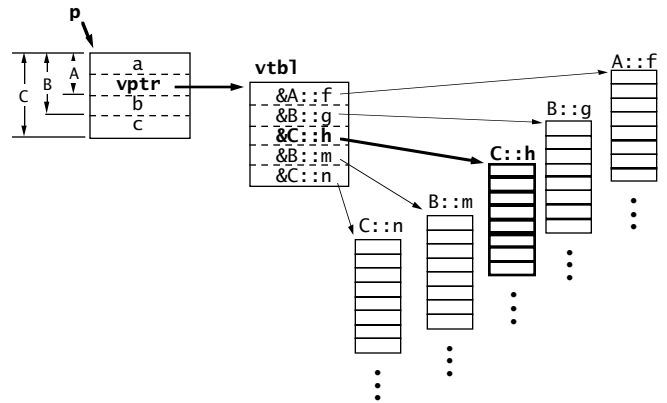 p
C
B
A
a
vptr
b
c
vtbl
&A::f
&B::g
&C::h
&B::m
&C::n
A::f
B::g
C::h
B::m
C::n